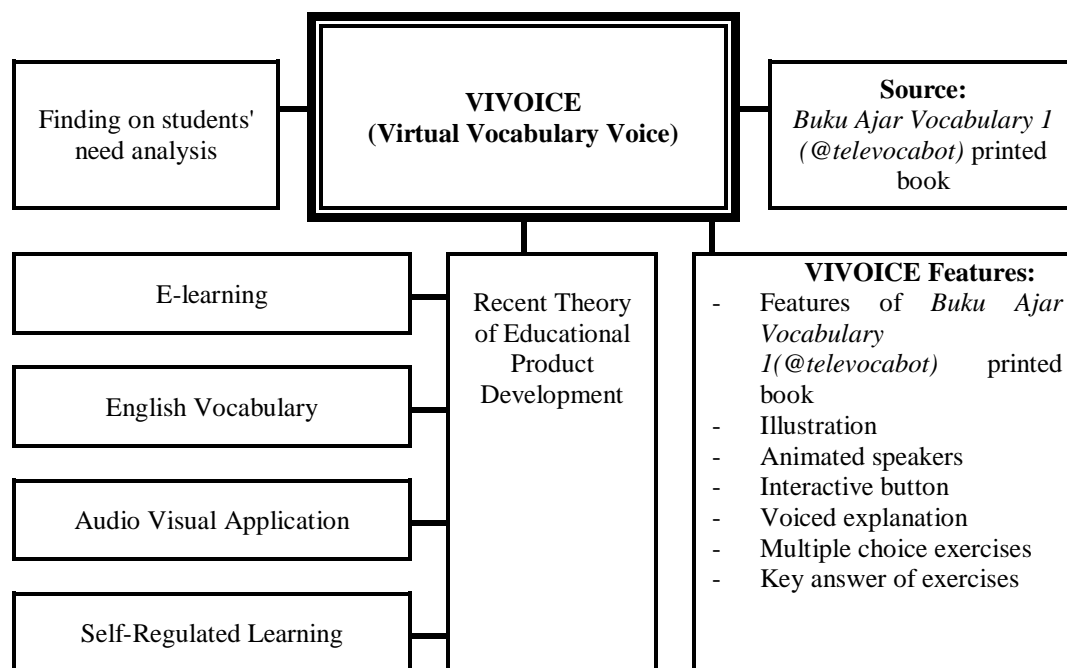 Finding on students'
need analysis
VIVOICE
(Virtual Vocabulary Voice)
Source:
Buku Ajar Vocabulary 1
(@televocabot) printed
book
E-learning
English Vocabulary
Audio Visual Application
Self-Regulated Learning
Recent Theory
of Educational
Product
Development
VIVOICE Features:
- Features of Buku Ajar
Vocabulary
1(@televocabot) printed
book
- Illustration
- Animated speakers
- Interactive button
- Voiced explanation
- Multiple choice exercises
- Key answer of exercises